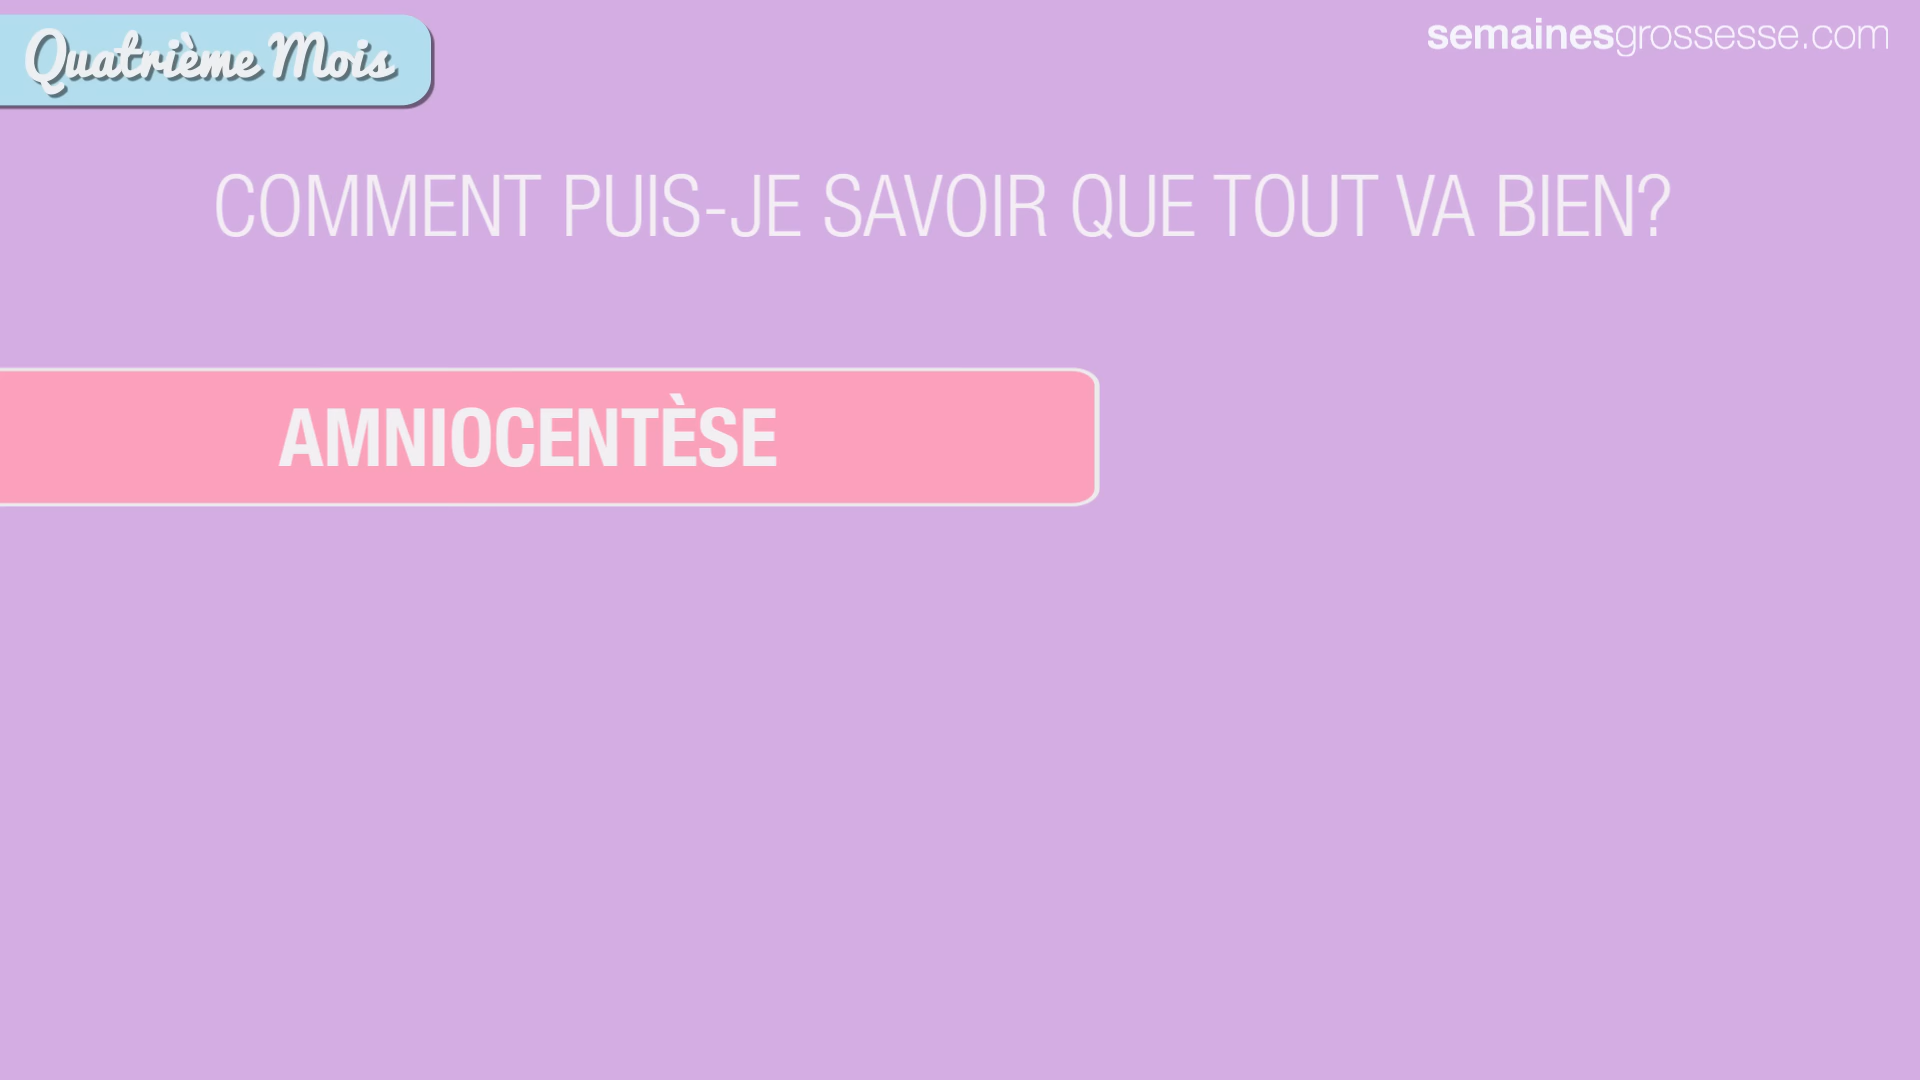 Quatrième Mois
semainesgrossesse.com
COMMENT PUIS-JE SAVOIR QUE TOUT VA BIEN?
AMNIOCENTÈSE